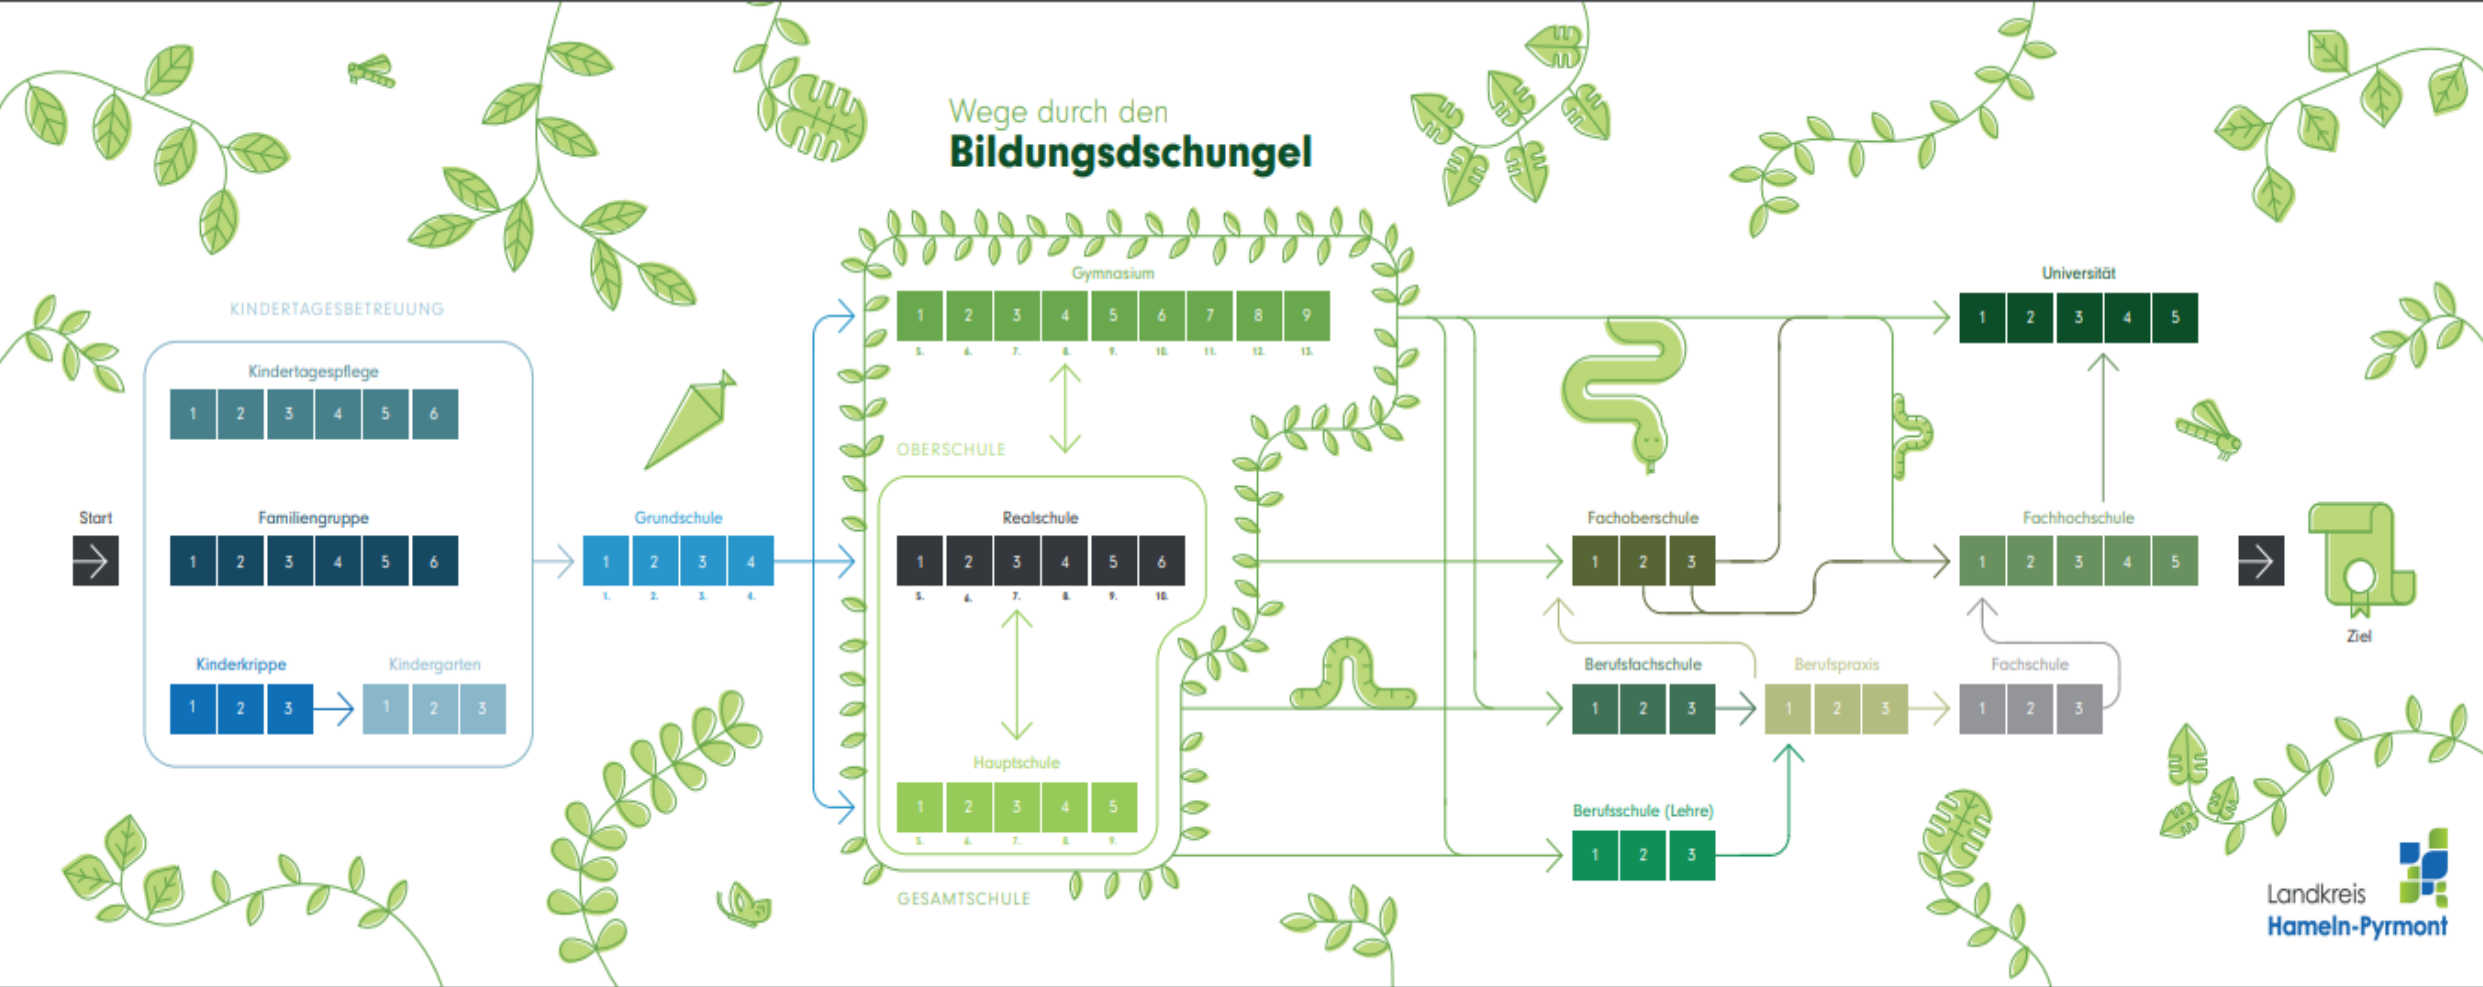 Wege durch den
Bildungsdschungel
KINDERTAGESBETREUUNG
Kindertagespflege
1 2 3 4 5 6
Start
Familiengruppe
1 2 3 4 5 6
Kinderkrippe
1 2 3
Kindergarten
1 2 3
Grundschule
1 2 3 4
1. 2. 3. 4.
Gymnasium
1 2 3 4 5 6 7 8 9
5. 6. 7. 8. 9. 10. 11. 12. 13.
OBERSCHULE
Realschule
1 2 3 4 5 6
5. 6. 7. 8. 9. 10.
Hauptschule
1 2 3 4 5
5. 6. 7. 8. 9.
GESAMTSCHULE
Universität
1 2 3 4 5
Fachoberschule
1 2 3
Fachhochschule
1 2 3 4 5
Berufsfachschule
1 2 3
Berufspraxis
1 2 3
Fachschule
1 2 3
Berufsschule (Lehre)
1 2 3
Ziel
Landkreis
Hameln-Pyrmont